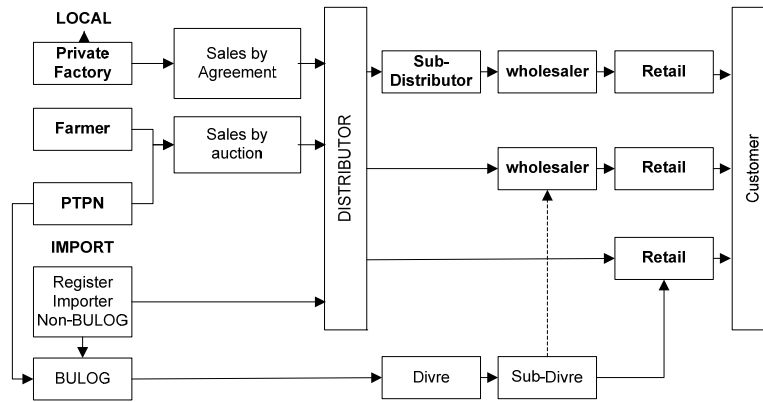 LOCAL
Private
Factory
Sales by
Agreement
Sub-
Distributor
wholesaler
Retail
Farmer
Sales by
auction
DISTRIBUTOR
wholesaler
Retail
Customer
PTPN
IMPORT
Register
Importer
Non-BULOG
Retail
BULOG
Divre
Sub-Divre